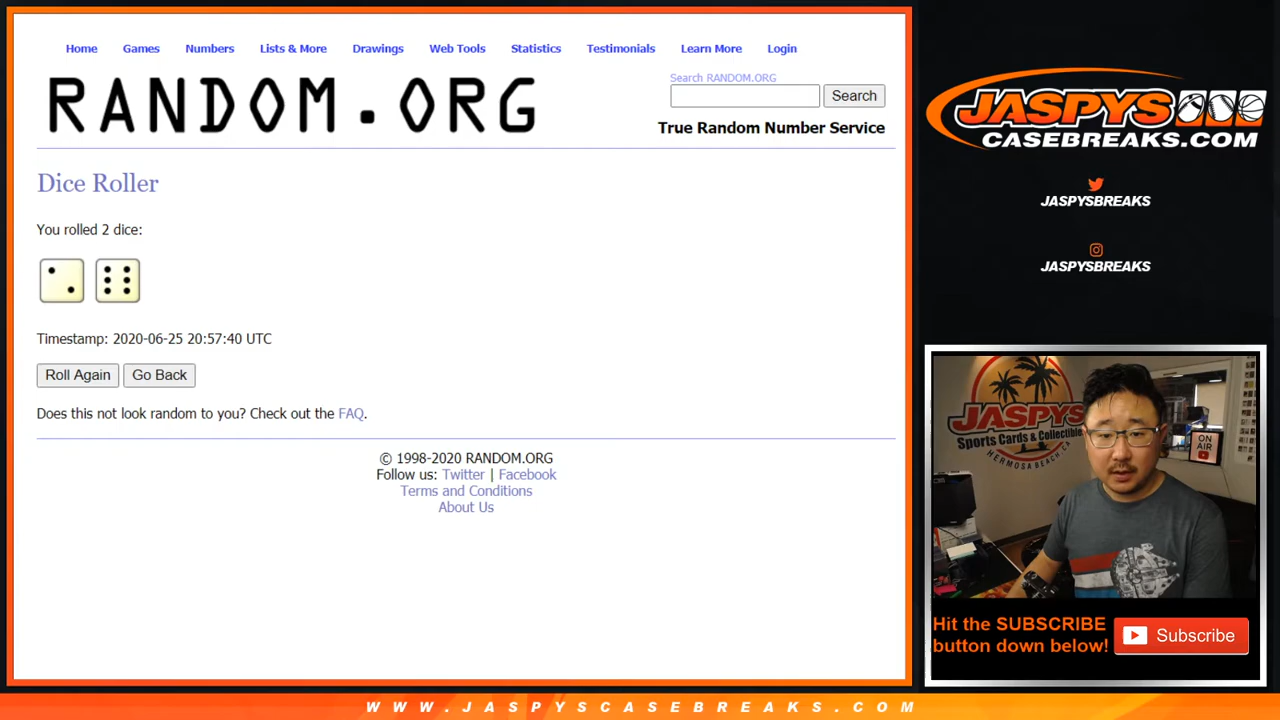 Home Games Numbers Lists & More Drawings Web Tools Statistics Testimonials Learn More Login
RANDOM.ORG
Search RANDOM.ORG
Search
True Random Number Service
Dice Roller
You rolled 2 dice:
Timestamp: 2020-06-25 20:57:40 UTC
Roll Again Go Back
Does this not look random to you? Check out the FAQ.
© 1998-2020 RANDOM.ORG
Follow us: Twitter | Facebook
Terms and Conditions
About Us
JASPYS
CASEBREAKS.COM
JASPYSBREAKS
JASPYSBREAKS
JASPYS
Sports Cards & Collectibles
HERMOSA BEACH, CA
ON
AIR
Hit the SUBSCRIBE
button down below!
Subscribe
WWW.JASPYSCASEBREAKS.COM